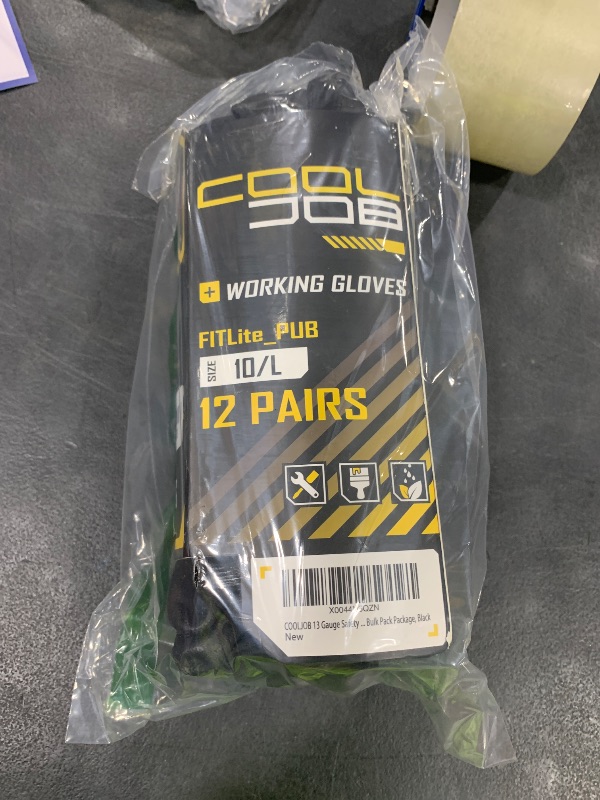 COOL
JOB
WORKING GLOVES
FITLite_PUB
SIZE 10/L
12 PAIRS
COOLJOB 13 Gauge Safety ... Bulk Pack Package, Black
New